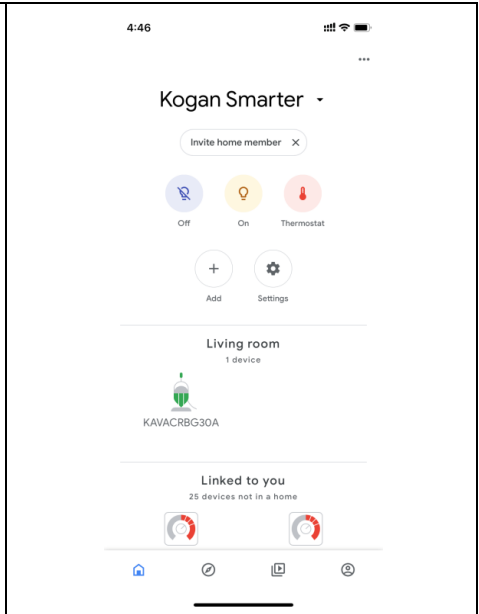 4:46
Kogan Smarter
Invite home member X
Off On Thermostat
Add Settings
Living room
1 device
KAVACRBG30A
Linked to you
25 devices not in a home